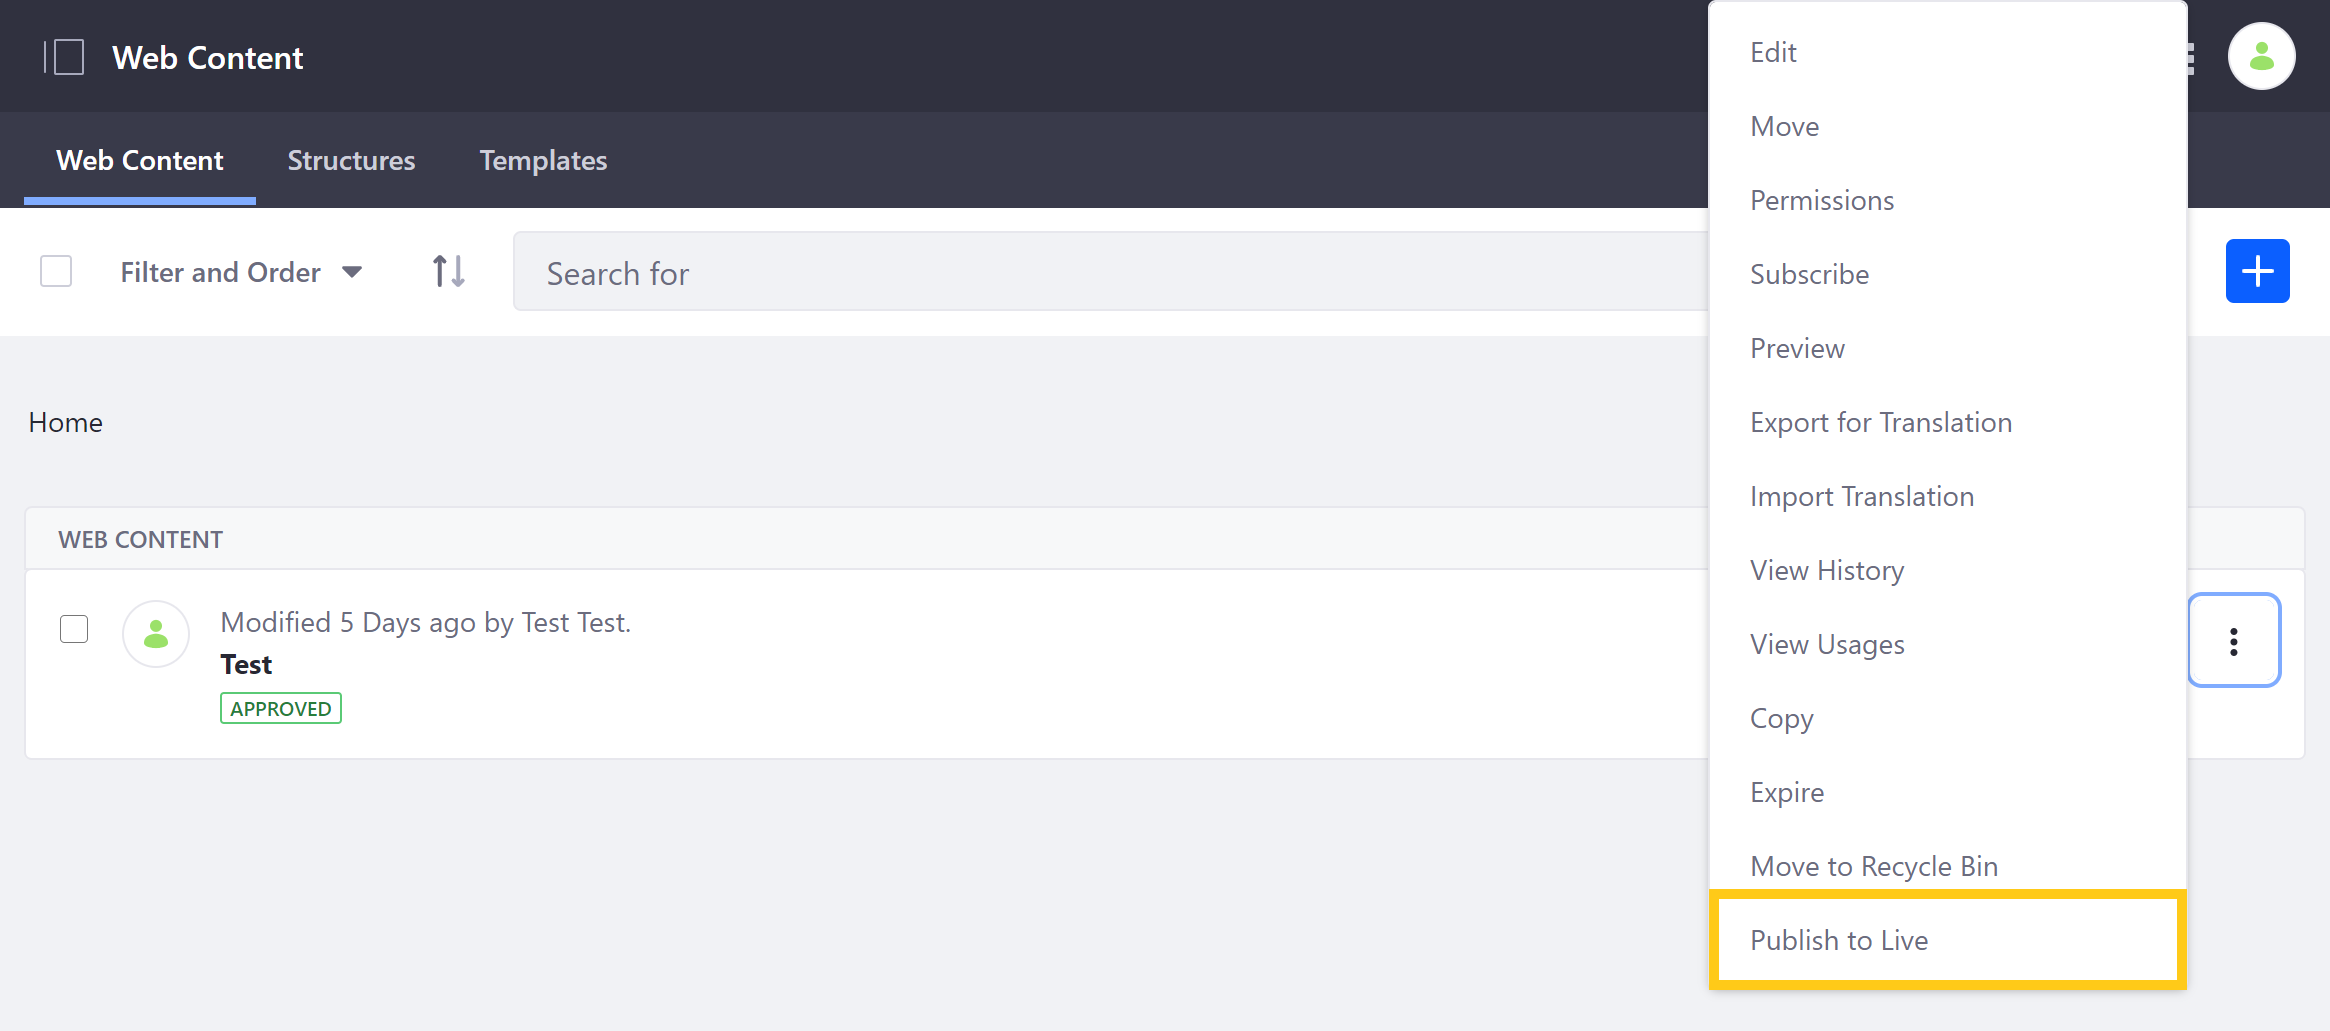 Web Content
Web Content
Structures
Templates
Filter and Order
Search for
Home
WEB CONTENT
Modified 5 Days ago by Test Test.
Test
APPROVED
Edit
Move
Permissions
Subscribe
Preview
Export for Translation
Import Translation
View History
View Usages
Copy
Expire
Move to Recycle Bin
Publish to Live